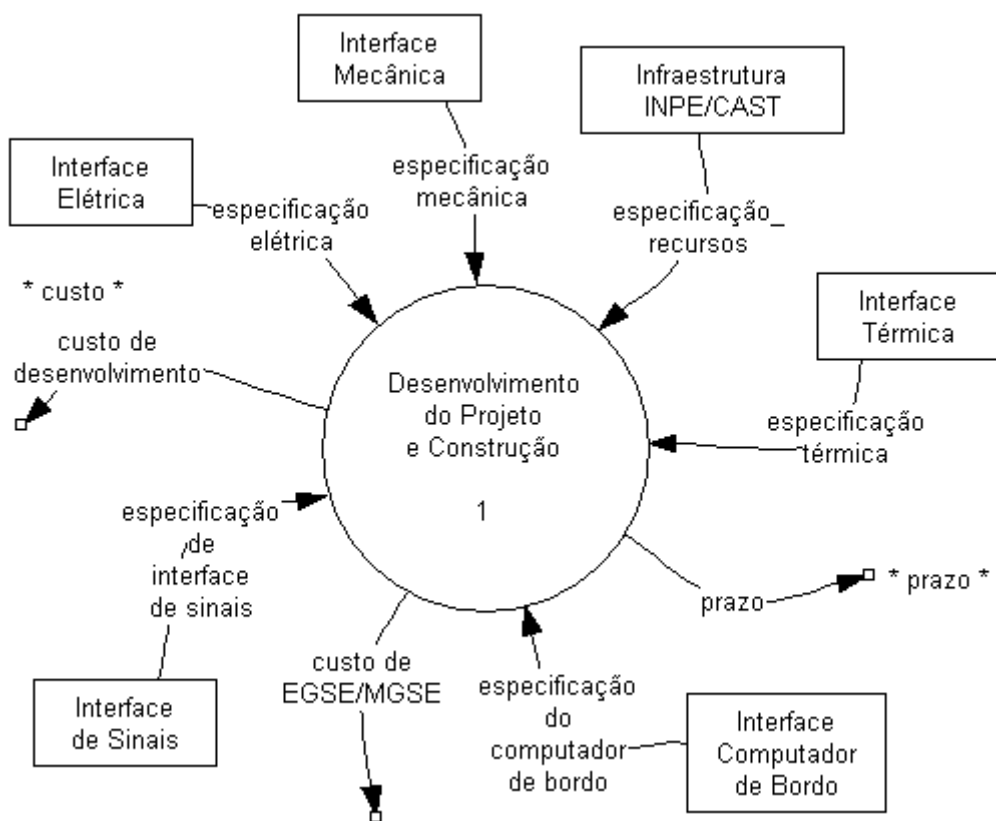 Interface
Mecânica
Infraestrutura
INPE/CAST
Interface
Elétrica
especificação
mecânica
especificação
elétrica
especificação_
recursos
* custo *
custo de
desenvolvimento
Interface
Térmica
Desenvolvimento
do Projeto
e Construção
1
especificação
térmica
especificação
de
interface
de sinais
* prazo *
prazo
custo de
EGSE/MGSE
especificação
do
computador
de bordo
Interface
de Sinais
Interface
Computador
de Bordo